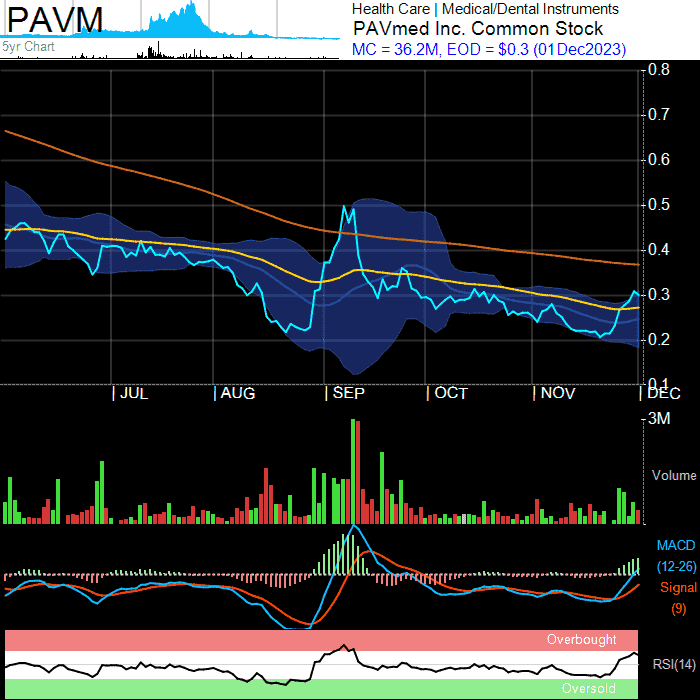 PAVM
5yr Chart
Health Care | Medical/Dental Instruments
PAVmed Inc. Common Stock
MC = 36.2M, EOD = $0.3 (01Dec2023)
0.8
0.7
0.6
0.5
0.4
0.3
0.2
0.1
| JUL | AUG | SEP | OCT | NOV | DEC
3M
Volume
MACD
(12-26)
Signal
(9)
Overbought
RSI(14)
Oversold